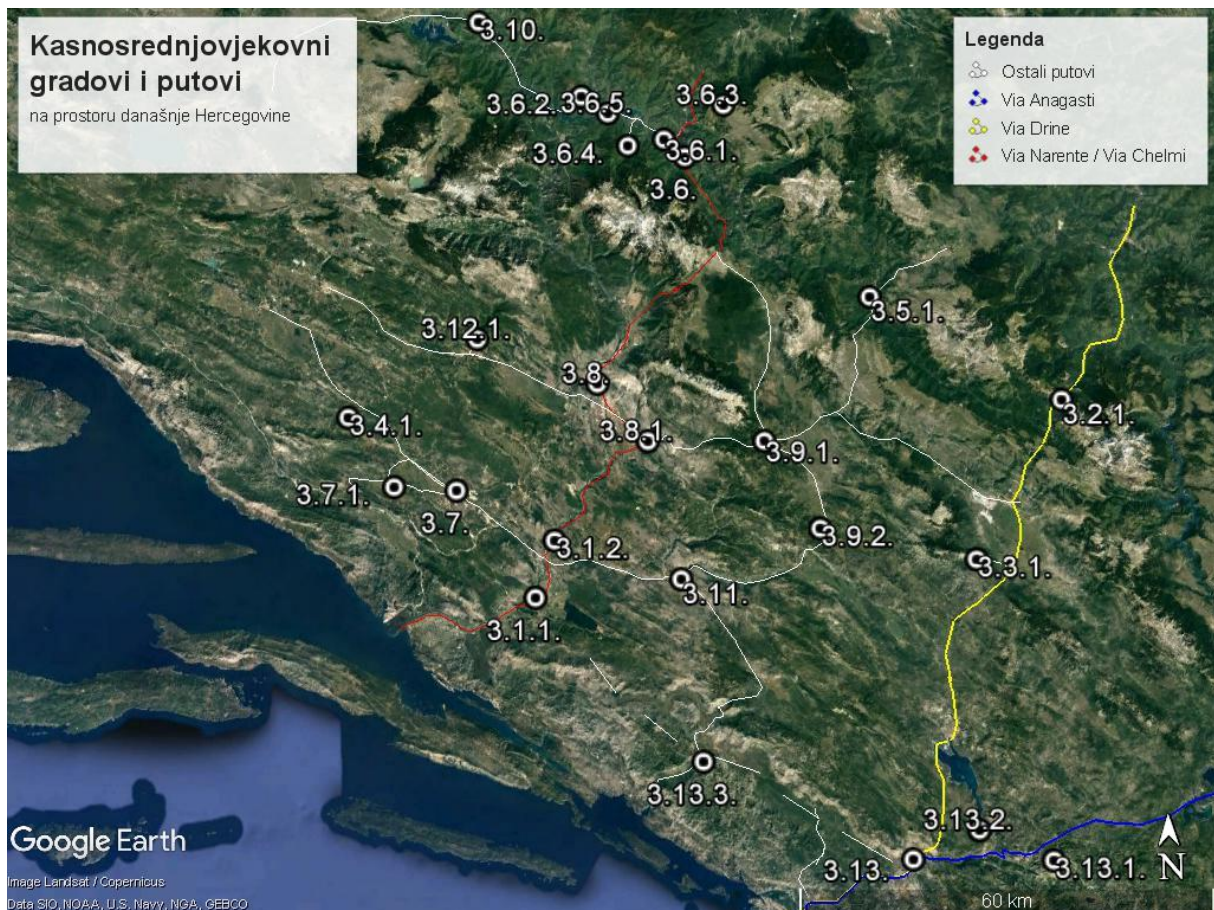 Kasnosrednjovjekovni
gradovi i putovi
na prostoru današnje Hercegovine
Legenda
Ostali putovi
Via Anagasti
Via Drine
Via Narente / Via Chelmi
3.10.
3.6.2.
3.6.5.
3.6.3.
3.6.4.
3.6.1.
3.6.
3.5.1.
3.12.1.
3.8.
3.2.1.
3.4.1.
3.8.1.
3.9.1.
3.7.1.
3.7.
3.9.2.
3.1.2.
3.3.1.
3.11.
3.1.1.
3.13.3.
3.13.2.
3.13.
3.13.1.
N
Google Earth
Image Landsat / Copernicus
Data SIO, NOAA, U.S. Navy, NGA, GEBCO
60 km